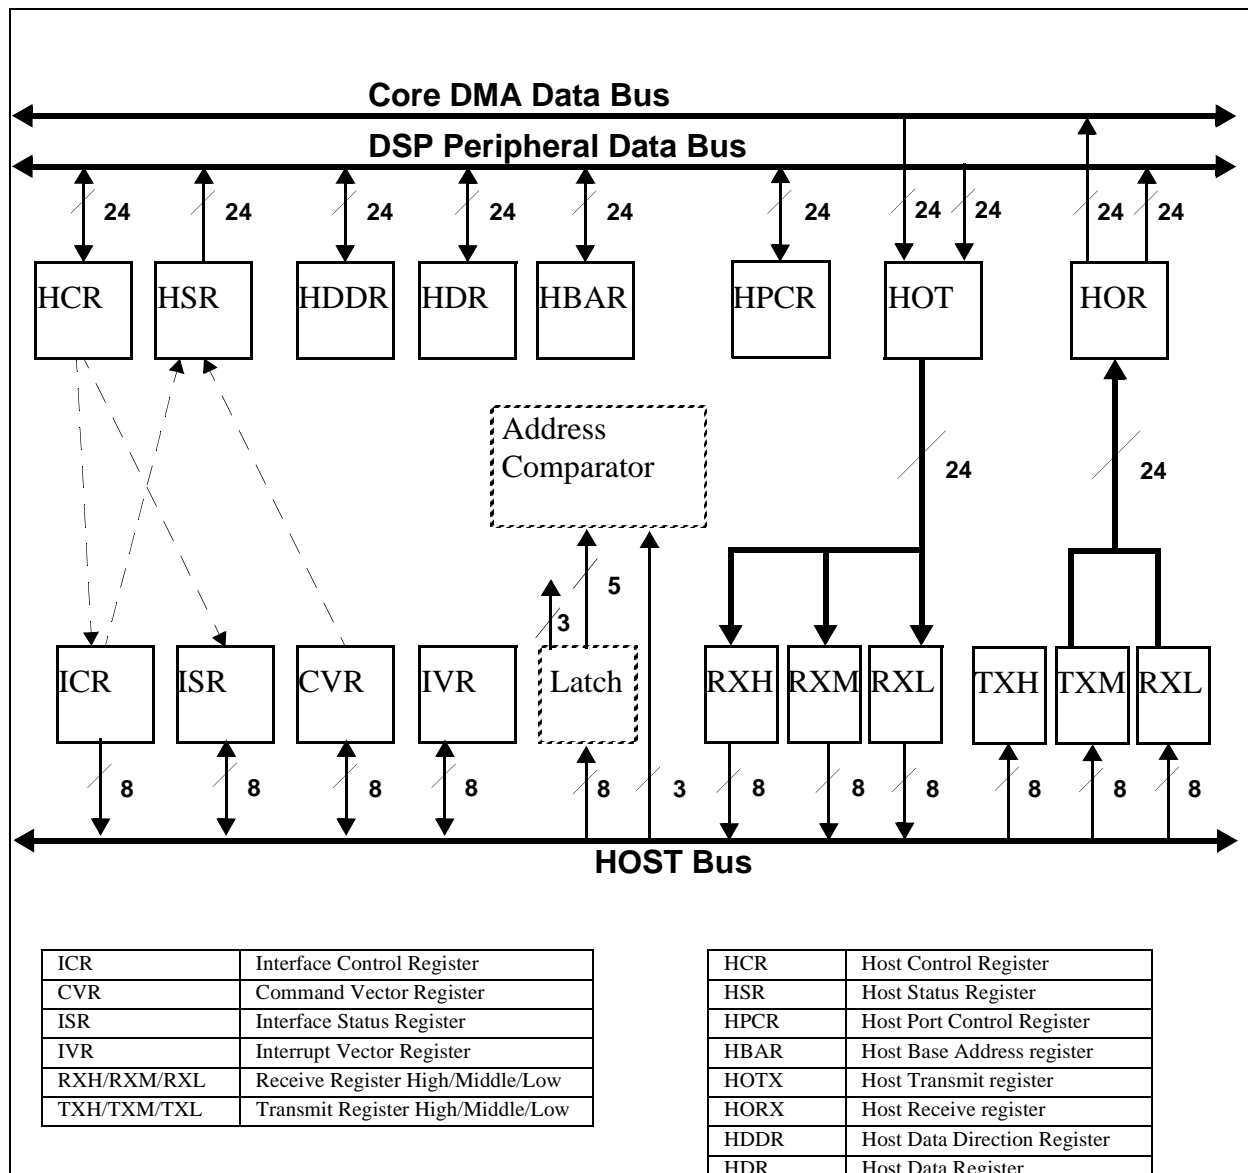 Core DMA Data Bus
DSP Peripheral Data Bus
24 24 24 24 24 24 24 24 24 24
HCR HSR HDDR HDR HBAR HPCR HOT HOR
Address
Comparator
24 24
5
3
ICR ISR CVR IVR Latch RXH RXM RXL TXH TXM RXL
8 8 8 8 8 3 8 8 8 8 8 8
HOST Bus
ICR Interface Control Register
CVR Command Vector Register
ISR Interface Status Register
IVR Interrupt Vector Register
RXH/RXM/RXL Receive Register High/Middle/Low
TXH/TXM/TXL Transmit Register High/Middle/Low
HCR Host Control Register
HSR Host Status Register
HPCR Host Port Control Register
HBAR Host Base Address register
HOTX Host Transmit register
HORX Host Receive register
HDDR Host Data Direction Register
HDR Host Data Register